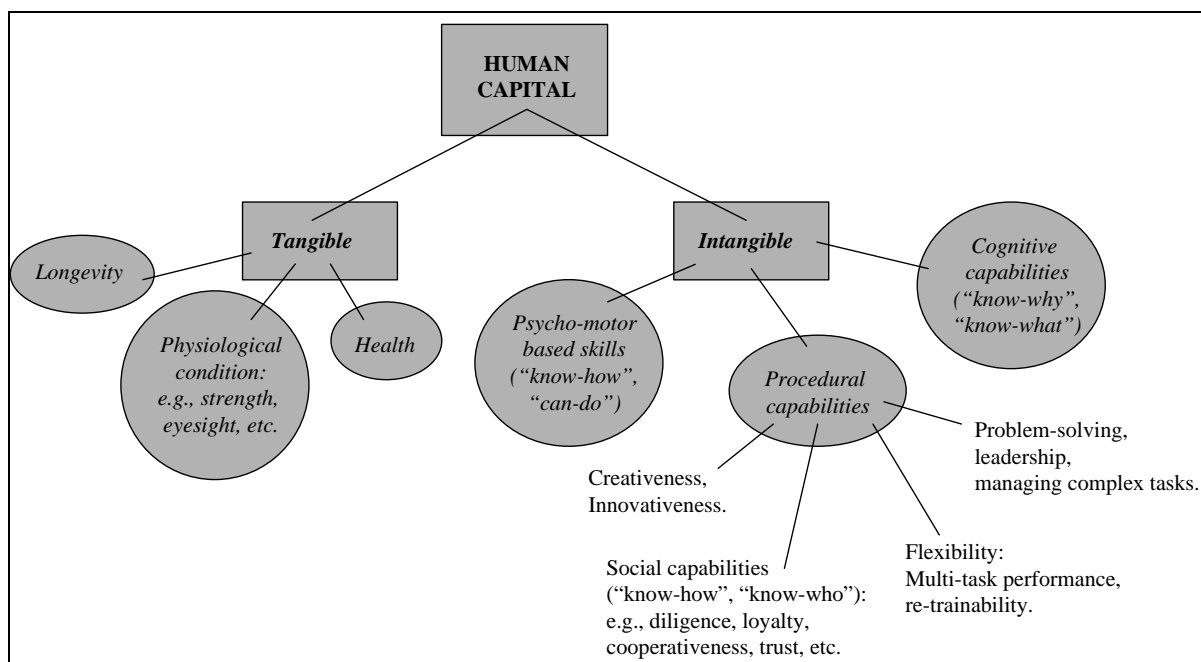 HUMAN
CAPITAL
Tangible
Longevity
Physiological
condition:
e.g., strength,
eyesight, etc.
Health
Intangible
Psycho-motor
based skills
(“know-how”,
“can-do”)
Cognitive
capabilities
(“know-why”,
“know-what”)
Procedural
capabilities
Creativeness,
Innovativeness.
Social capabilities
(“know-how”, “know-who”):
e.g., diligence, loyalty,
cooperativeness, trust, etc.
Flexibility:
Multi-task performance,
re-trainability.
Problem-solving,
leadership,
managing complex tasks.